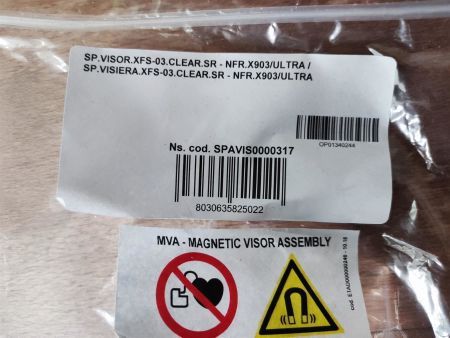 SP.VISOR.XFS-03.CLEAR.SR - NFR.X903/ULTRA /
SP.VISIERA.XFS-03.CLEAR.SR - NFR.X903/ULTRA
OP01340244
Ns. cod. SPAVIS0000317
8030635825022
MVA - MAGNETIC VISOR ASSEMBLY